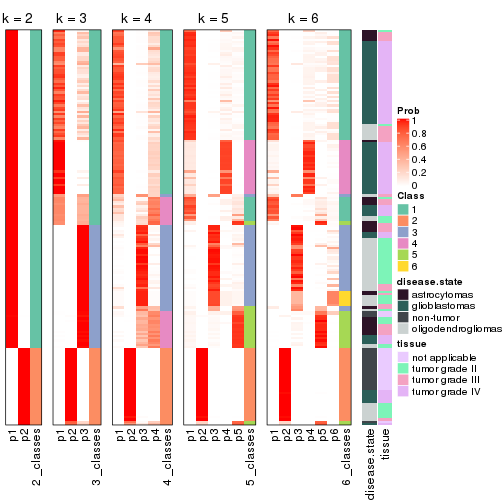 k = 2 k = 3 k = 4 k = 5 k = 6
Prob
1
0.8
0.6
0.4
0.2
0
Class
1
2
3
4
5
6
disease.state
astrocytomas
glioblastomas
non-tumor
oligodendrogliomas
tissue
not applicable
tumor grade II
tumor grade III
tumor grade IV
p1 p2 2_classes p1 p2 p3 3_classes p1 p2 p3 p4 4_classes p1 p2 p3 p4 p5 5_classes p1 p2 p3 p4 p5 p6 6_classes disease.state tissue